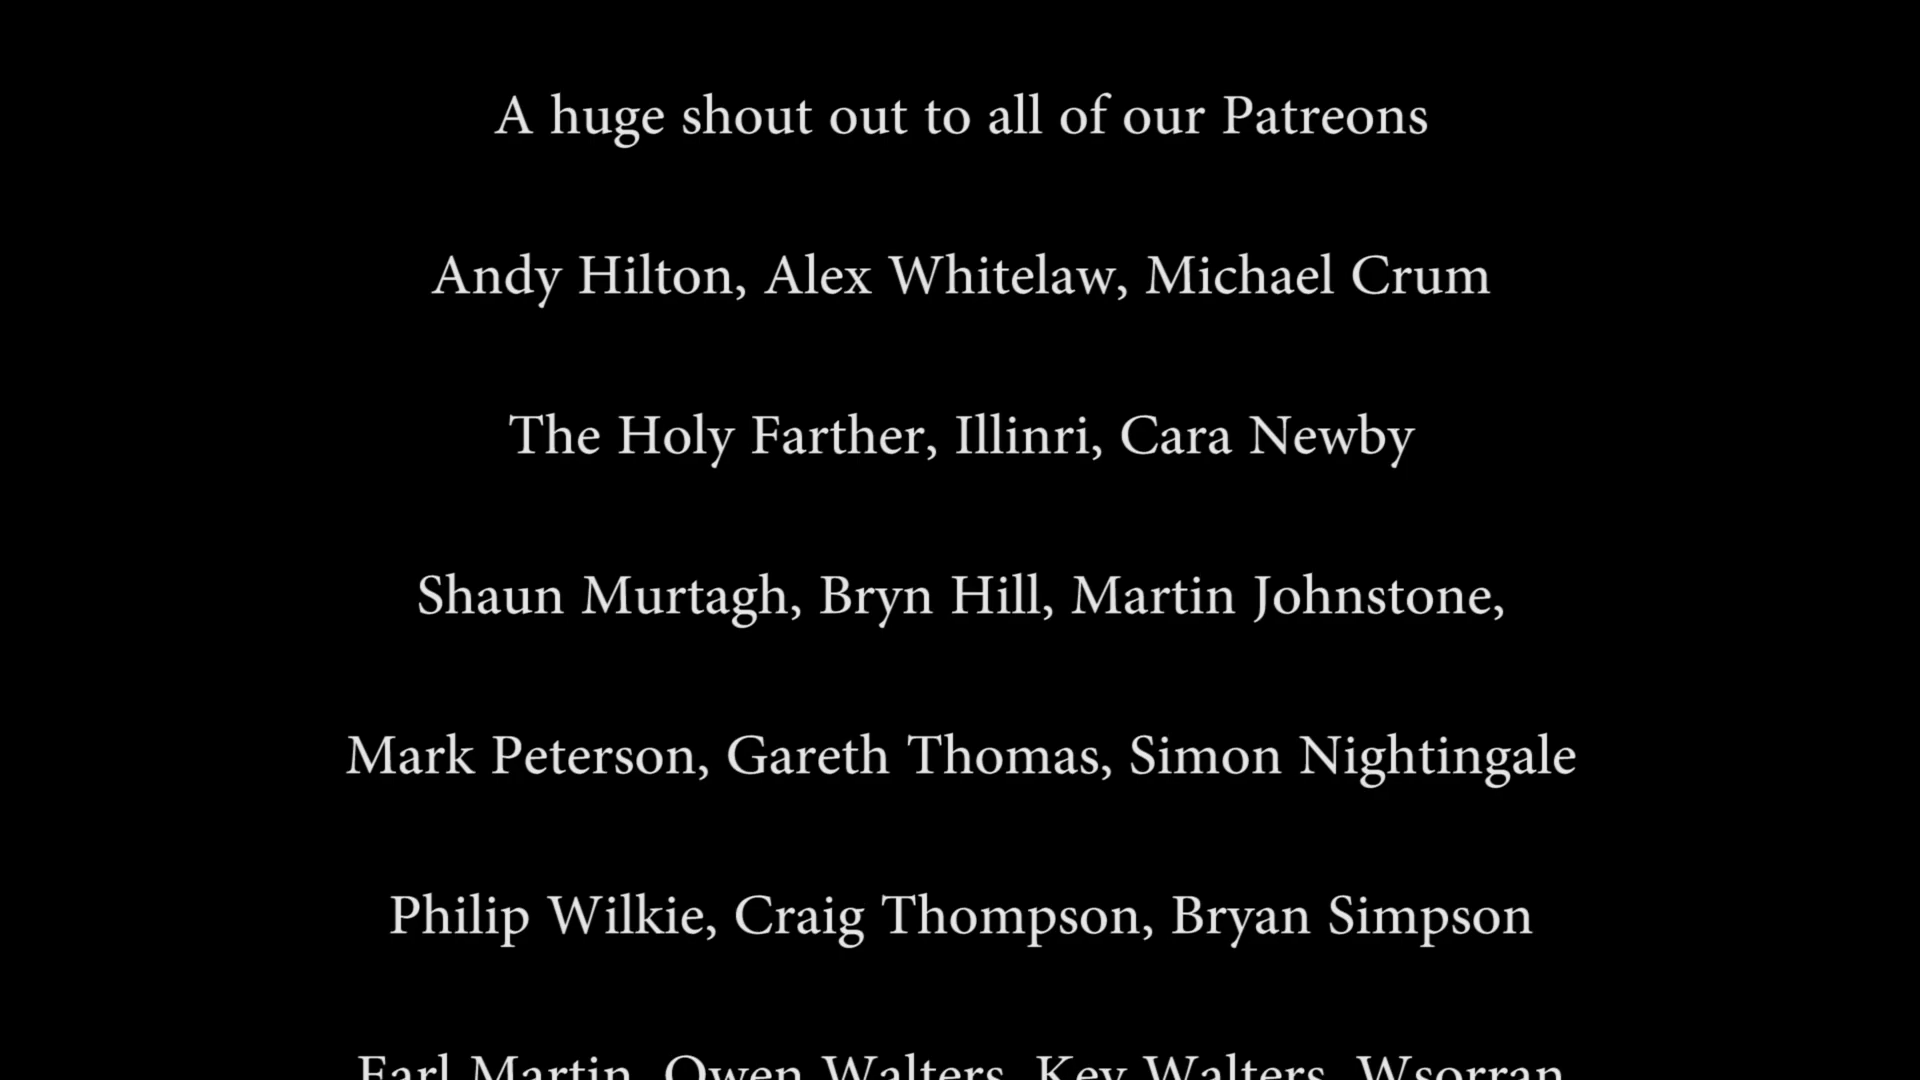 A huge shout out to all of our Patreons
Andy Hilton, Alex Whitelaw, Michael Crum
The Holy Farther, Illinri, Cara Newby
Shaun Murtagh, Bryn Hill, Martin Johnstone,
Mark Peterson, Gareth Thomas, Simon Nightingale
Philip Wilkie, Craig Thompson, Bryan Simpson
Earl Martin, Owen Walters, Kev Walters, Wsorran